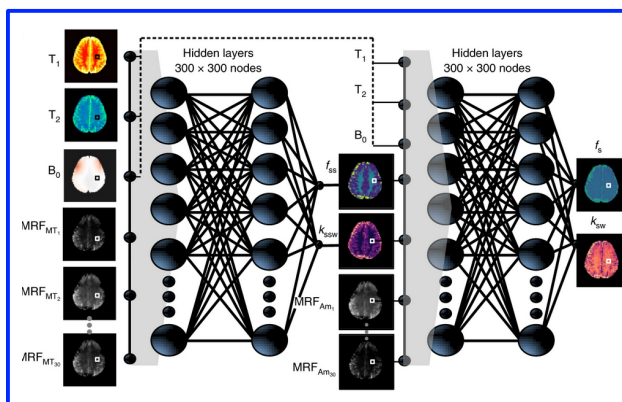 Hidden layers
300 × 300 nodes
Hidden layers
300 × 300 nodes
T1
T2
B0
MRFMT1
MRFMT2
MRFMT30
fss
kssw
T1
T2
B0
MRFAm1
MRFAm30
fs
ksw